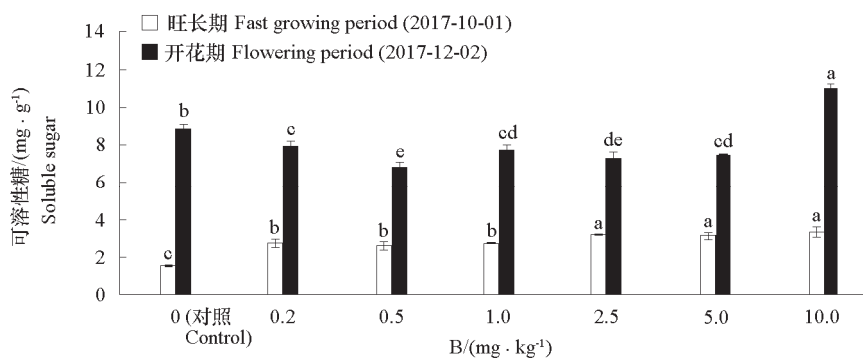 旺长期 Fast growing period (2017-10-01)
开花期 Flowering period (2017-12-02)
可溶性糖/(mg · g⁻¹)
Soluble sugar
14
12
10
8
6
4
2
0
c b
b c
b e
b cd
a de
a cd
a a
0 (对照 Control) 0.2 0.5 1.0 2.5 5.0 10.0
B/(mg · kg⁻¹)